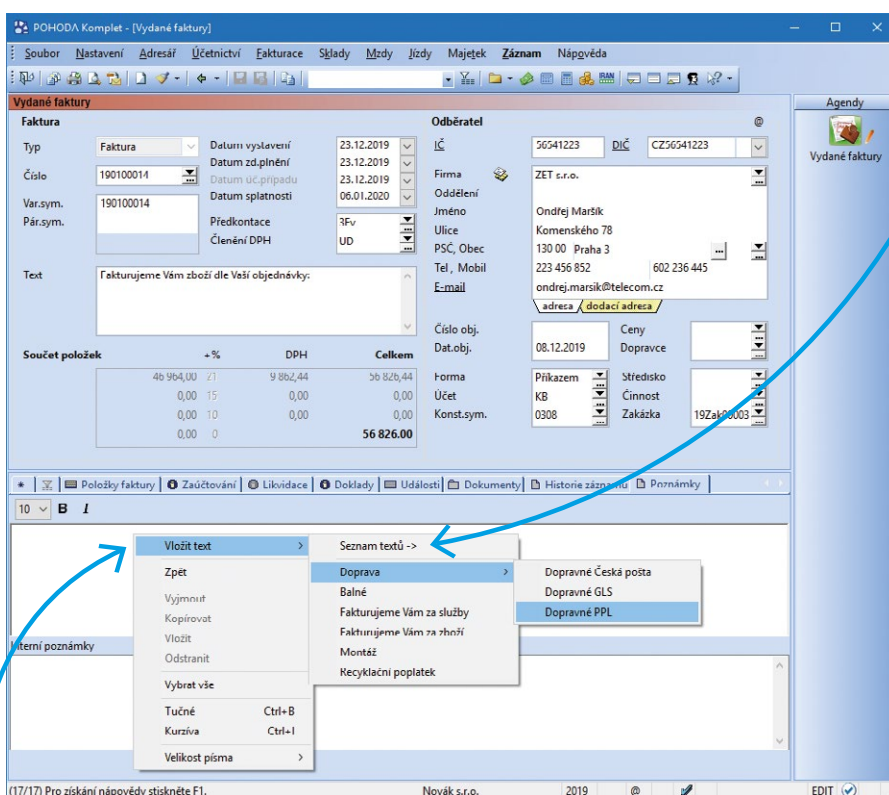 POHODA Komplet - [Vydané faktury]
Soubor Nastavení Adresář Účetnictví Fakturace Sklady Mzdy Jízdy Majetek Záznam Nápověda
Vydané faktury
Agendy
Vydané faktury
Faktura
Typ Faktura
Číslo 190100014
Var.sym. 190100014
Pár.sym.
Datum vystavení 23.12.2019
Datum zd.plnění 23.12.2019
Datum úč.případu 23.12.2019
Datum splatnosti 06.01.2020
Předkontace 3Fv
Členění DPH UD
Text Fakturujeme Vám zboží dle Vaší objednávky:
Součet položek +% DPH Celkem
46 964,00 21 9 862,44 56 826,44
0,00 15 0,00 0,00
0,00 10 0,00 0,00
0,00 0 56 826.00
Odběratel @
IČ 56541223 DIČ CZ56541223
Firma ZET s.r.o.
Oddělení
Jméno Ondřej Maršík
Ulice Komenského 78
PSČ, Obec 130 00 Praha 3
Tel , Mobil 223 456 852 602 236 445
E-mail ondrej.marsik@telecom.cz
adresa dodací adresa
Číslo obj. Ceny
Dat.obj. 08.12.2019 Dopravce
Forma Příkazem Středisko
Účet KB Činnost
Konst.sym. 0308 Zakázka 19Zak00003
* Položky faktury Zaúčtování Likvidace Doklady Události Dokumenty Historie záznamu Poznámky
10 B I
Vložit text >
Zpět
Vyjmout
Kopírovat
Vložit
Odstranit
Vybrat vše
Tučné Ctrl+B
Kurzíva Ctrl+I
Velikost písma >
Seznam textů ->
Doprava >
Balné
Fakturujeme Vám za služby
Fakturujeme Vám za zboží
Montáž
Recyklační poplatek
Dopravné Česká pošta
Dopravné GLS
Dopravné PPL
Interní poznámky
(17/17) Pro získání nápovědy stiskněte F1. Novák s.r.o. 2019 @ EDIT